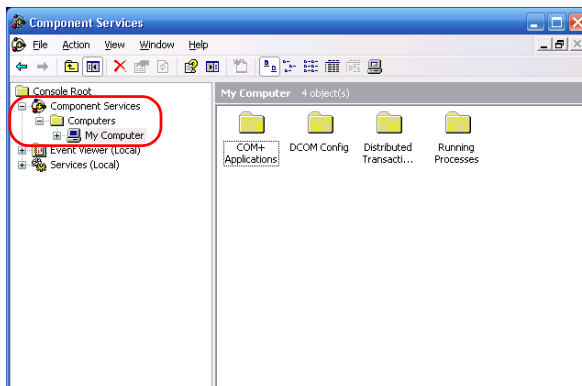 Component Services
File Action View Window Help
Console Root
Component Services
Computers
My Computer
Event Viewer (Local)
Services (Local)
My Computer 4 object(s)
COM+ Applications
DCOM Config
Distributed Transacti...
Running Processes